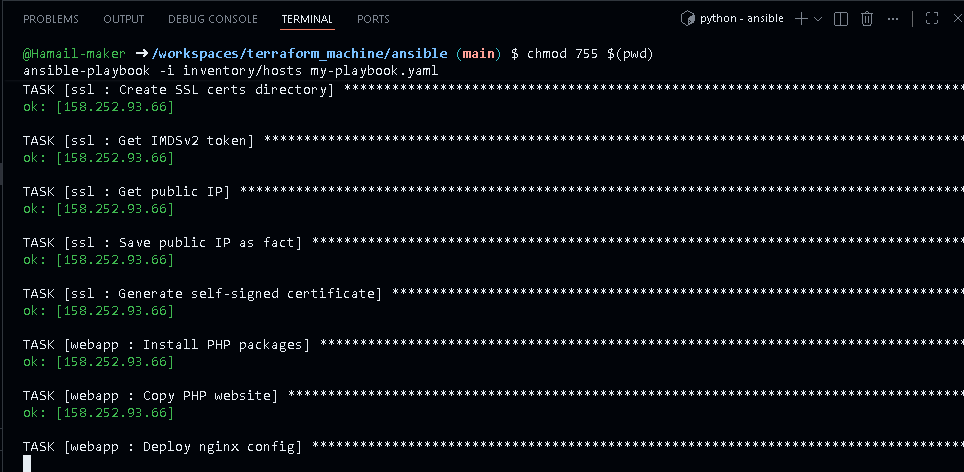 PROBLEMS OUTPUT DEBUG CONSOLE TERMINAL PORTS python - ansible
@Hamail-maker ➜/workspaces/terraform_machine/ansible (main) $ chmod 755 $(pwd)
ansible-playbook -i inventory/hosts my-playbook.yaml
TASK [ssl : Create SSL certs directory] ******************************************************************************
ok: [158.252.93.66]
TASK [ssl : Get IMDSv2 token] ****************************************************************************************
ok: [158.252.93.66]
TASK [ssl : Get public IP] *******************************************************************************************
ok: [158.252.93.66]
TASK [ssl : Save public IP as fact] **********************************************************************************
ok: [158.252.93.66]
TASK [ssl : Generate self-signed certificate] ************************************************************************
ok: [158.252.93.66]
TASK [webapp : Install PHP packages] *********************************************************************************
ok: [158.252.93.66]
TASK [webapp : Copy PHP website] *************************************************************************************
ok: [158.252.93.66]
TASK [webapp : Deploy nginx config] **********************************************************************************